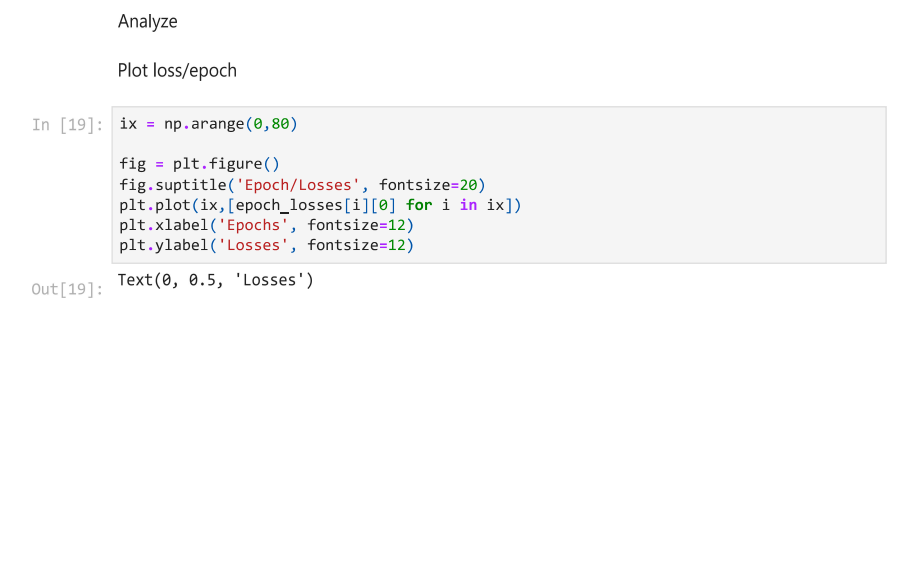 Analyze
Plot loss/epoch
In [19]:
ix = np.arange(0,80)
fig = plt.figure()
fig.suptitle('Epoch/Losses', fontsize=20)
plt.plot(ix,[epoch_losses[i][0] for i in ix])
plt.xlabel('Epochs', fontsize=12)
plt.ylabel('Losses', fontsize=12)
Out[19]:
Text(0, 0.5, 'Losses')